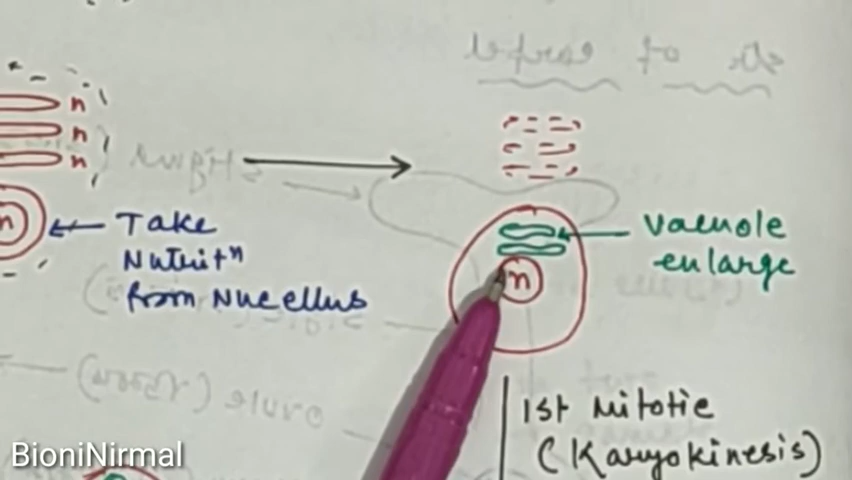 n
n
n
n
Take
Nutritⁿ
from Nucellus
Vacuole
enlarge
n
1st Mitotic
(Karyokinesis)
BioniNirmal